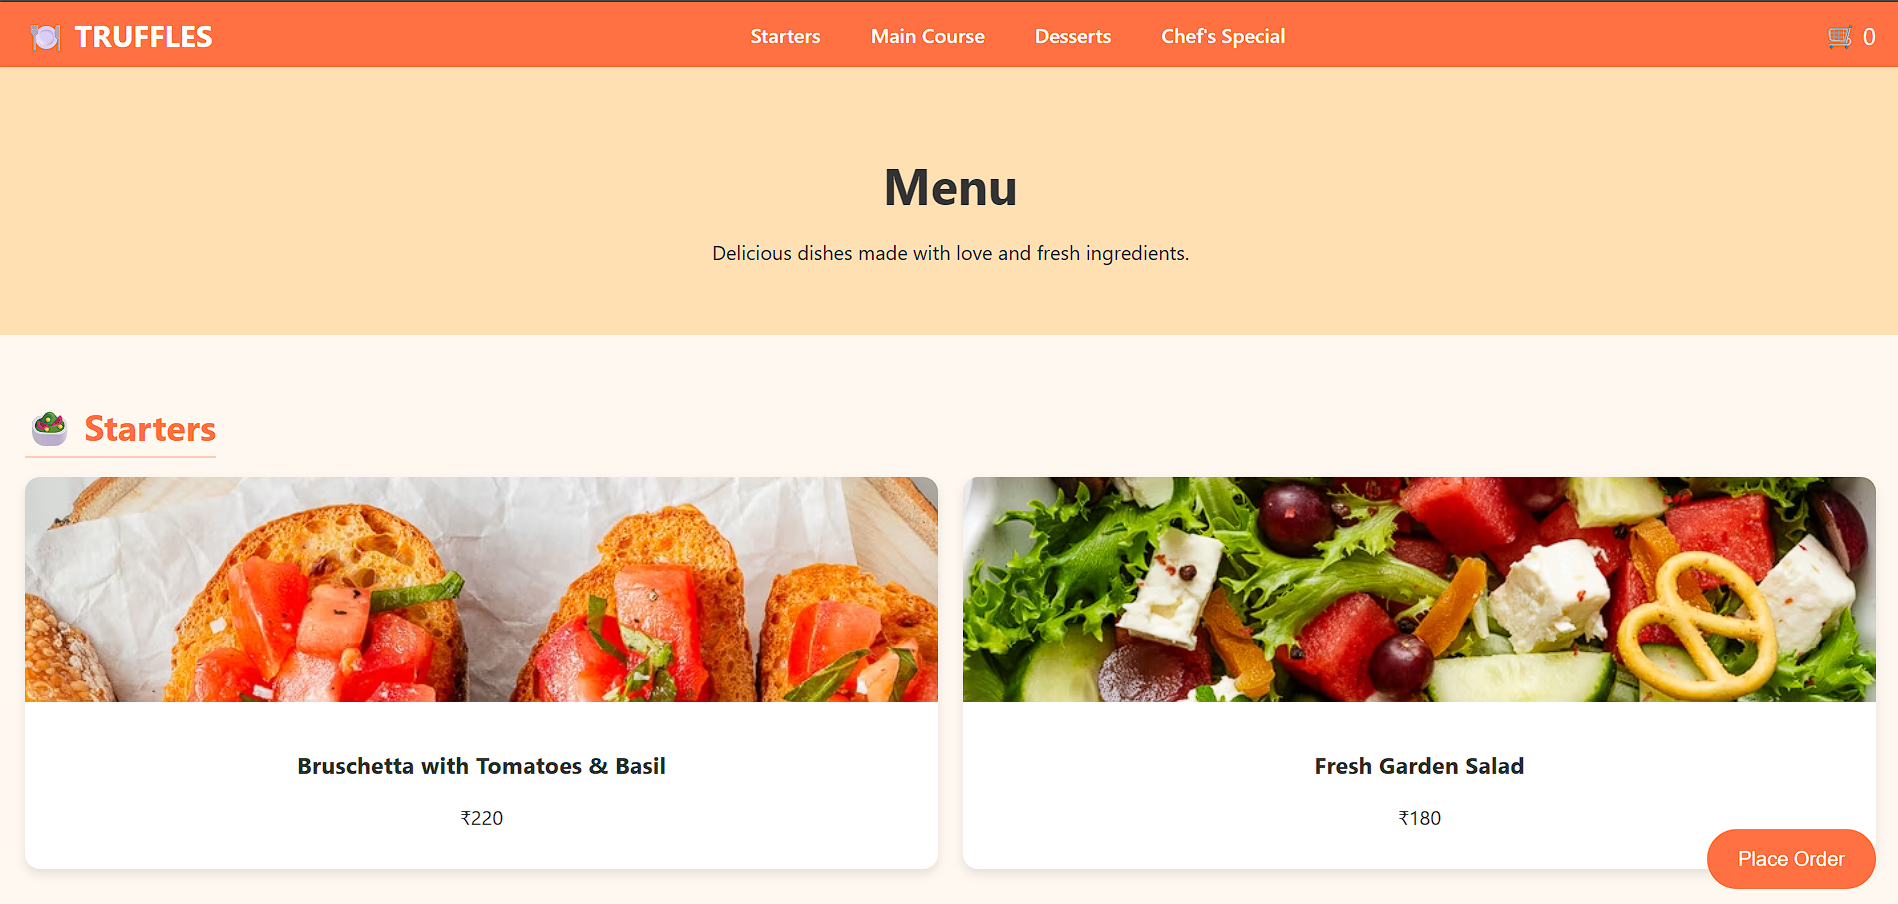 TRUFFLES
Starters
Main Course
Desserts
Chef's Special
0
Menu
Delicious dishes made with love and fresh ingredients.
Starters
Bruschetta with Tomatoes & Basil
₹220
Fresh Garden Salad
₹180
Place Order